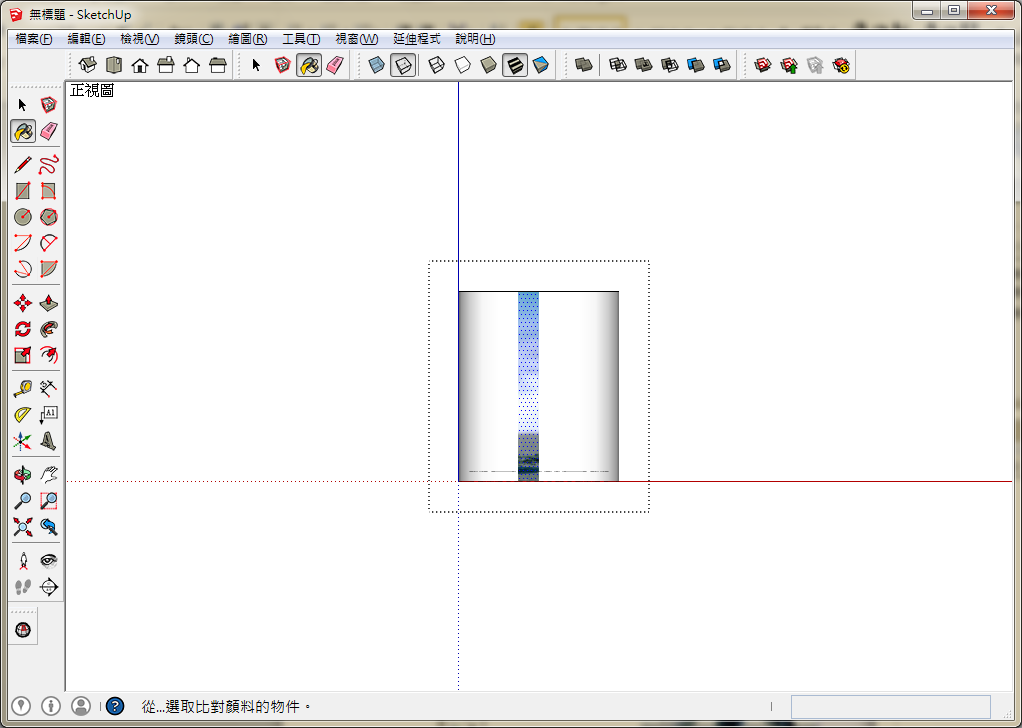 無標題 - SketchUp
檔案(F) 編輯(E) 檢視(V) 鏡頭(C) 繪圖(R) 工具(T) 視窗(W) 延伸程式 說明(H)
正視圖
A1
從...選取比對顏料的物件。